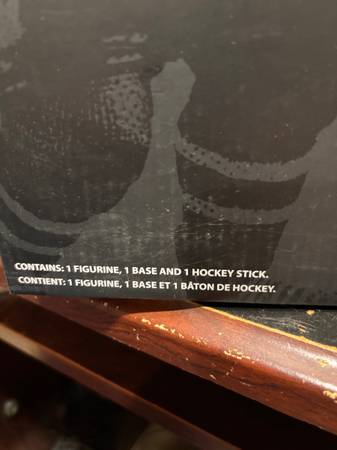 CONTAINS: 1 FIGURINE, 1 BASE AND 1 HOCKEY STICK.
CONTIENT: 1 FIGURINE, 1 BASE ET 1 BÂTON DE HOCKEY.